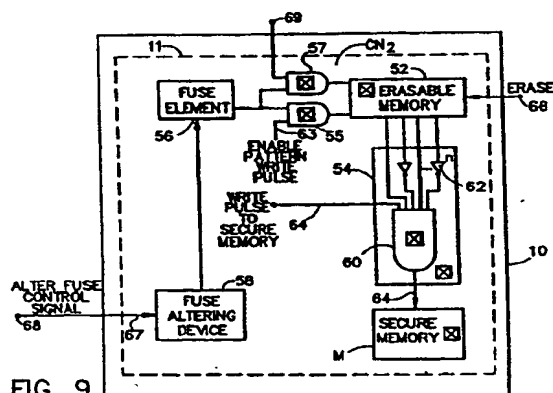 69
11
57
CN2
52
FUSE
ELEMENT
56
ERASABLE
MEMORY
ERASE
68
63
55
ENABLE
PATTERN
WRITE
PULSE
54
n
62
WRITE
PULSE
TO
SECURE
MEMORY
64
60
10
58
64
ALTER FUSE
CONTROL
SIGNAL
FUSE
ALTERING
DEVICE
SECURE
MEMORY
68
67
M
FIG. 9